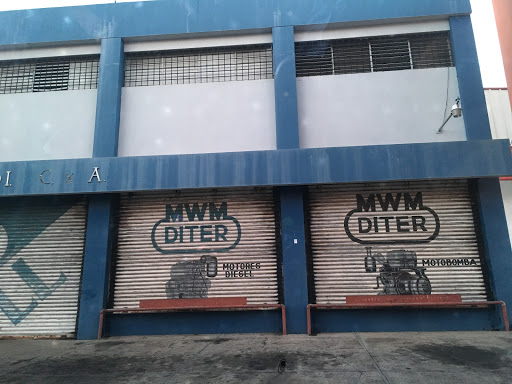 C. A.
MWM
DITER
MOTORES
DIESEL
MWM
DITER
MOTOBOMBA